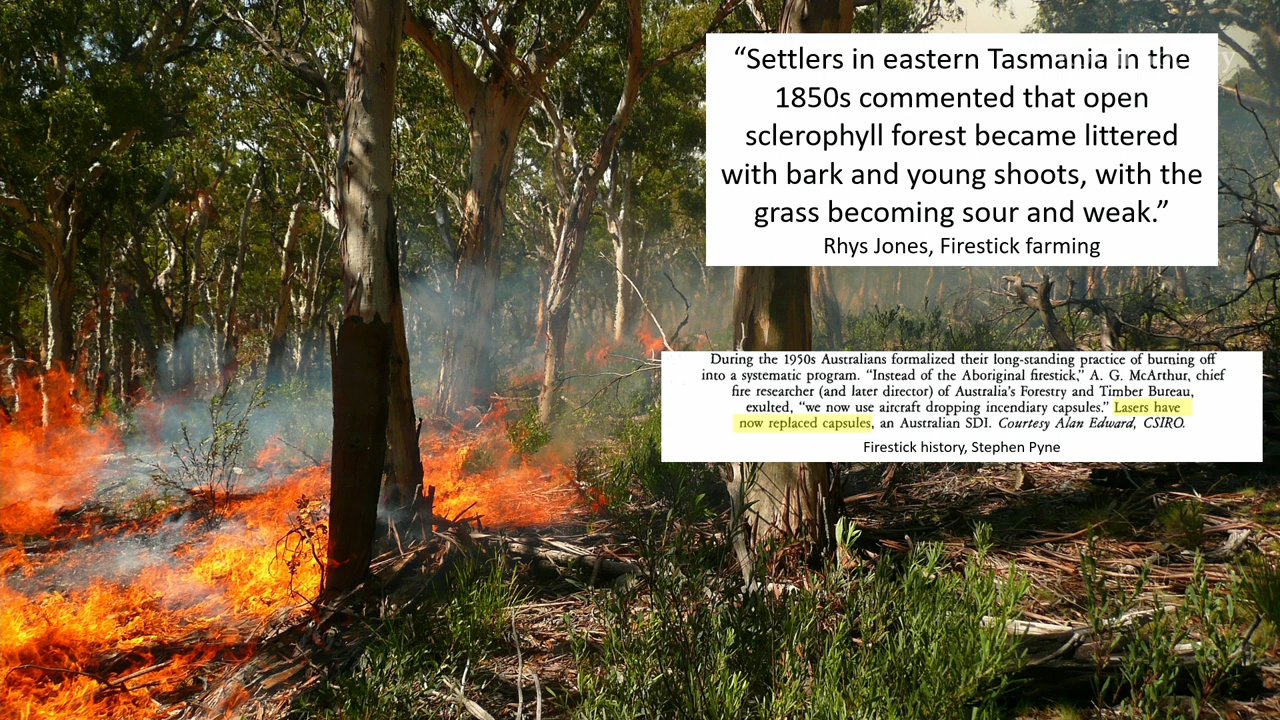 “Settlers in eastern Tasmania in the
1850s commented that open
sclerophyll forest became littered
with bark and young shoots, with the
grass becoming sour and weak.”
Rhys Jones, Firestick farming
During the 1950s Australians formalized their long-standing practice of burning off
into a systematic program. “Instead of the Aboriginal firestick,” A. G. McArthur, chief
fire researcher (and later director) of Australia’s Forestry and Timber Bureau,
exulted, “we now use aircraft dropping incendiary capsules.” Lasers have
now replaced capsules, an Australian SDI. Courtesy Alan Edward, CSIRO.
Firestick history, Stephen Pyne